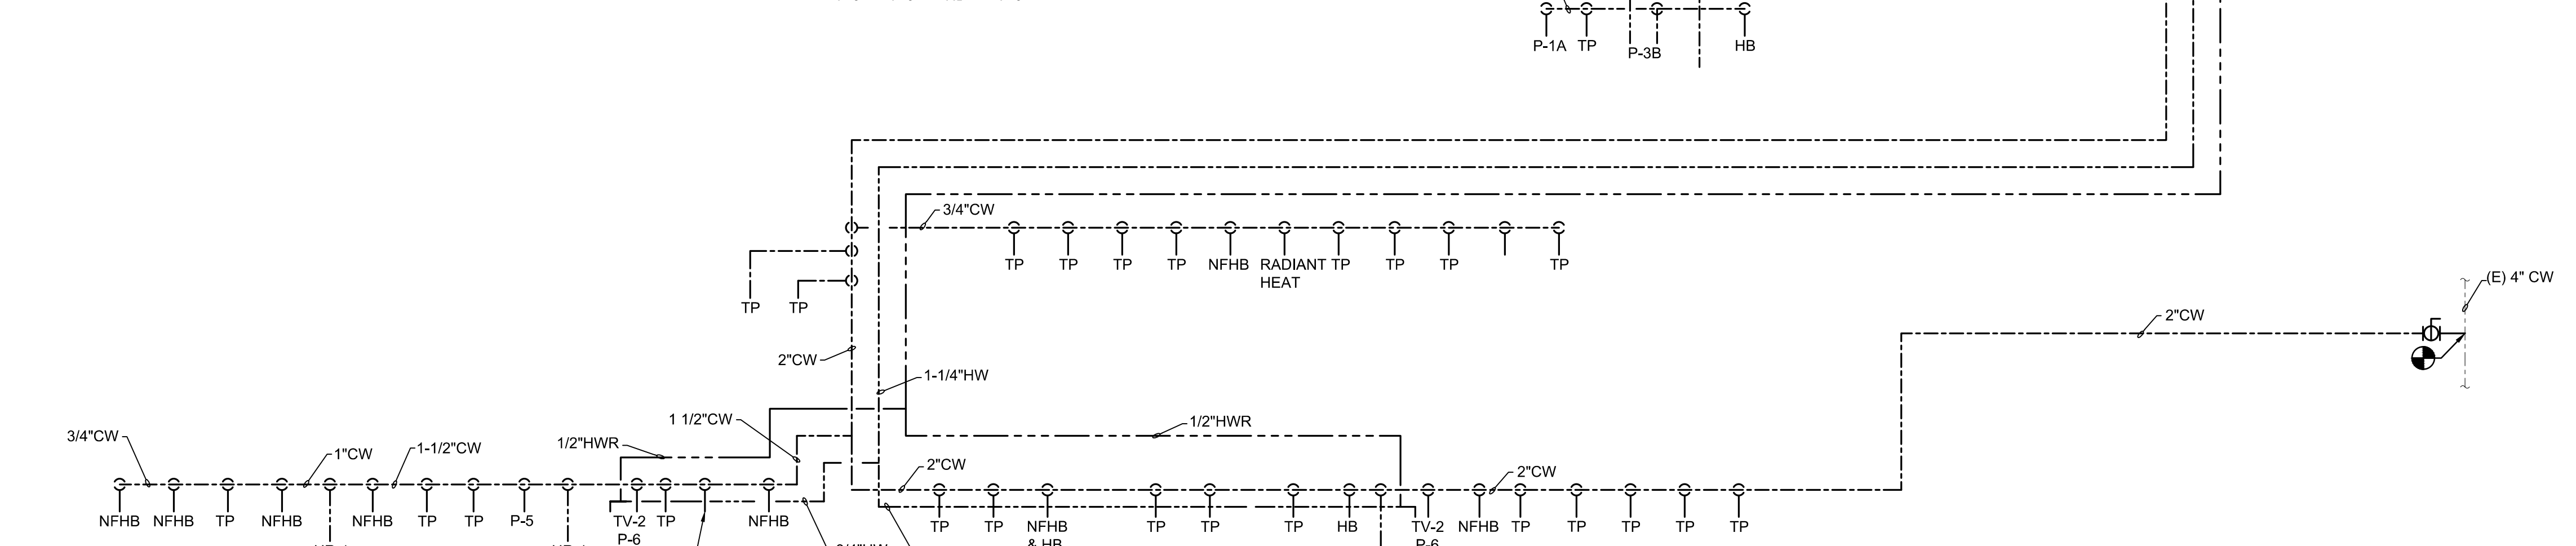 P-1A TP P-3B HB
3/4"CW
TP TP TP TP NFHB RADIANT HEAT TP TP TP TP
TP TP
(E) 4" CW
2"CW
2"CW
1-1/4"HW
1 1/2"CW
1/2"HWR
3/4"CW
1"CW
1-1/2"CW
1/2"HWR
2"CW
2"CW
NFHB NFHB TP NFHB NFHB TP TP P-5 TV-2 TP NFHB
P-6
TP TP NFHB TP TP TP HB TV-2 NFHB TP TP TP TP TP
& HB
P-6